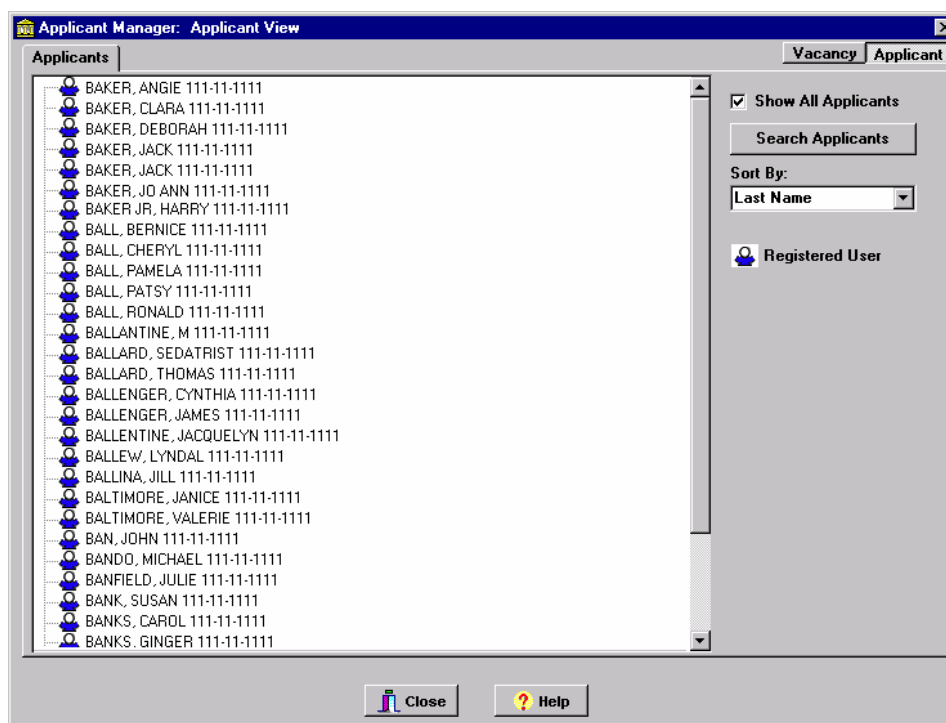 Applicant Manager: Applicant View
Applicants
Vacancy
Applicant
BAKER, ANGIE 111-11-1111
BAKER, CLARA 111-11-1111
BAKER, DEBORAH 111-11-1111
BAKER, JACK 111-11-1111
BAKER, JACK 111-11-1111
BAKER, JO ANN 111-11-1111
BAKER JR, HARRY 111-11-1111
BALL, BERNICE 111-11-1111
BALL, CHERYL 111-11-1111
BALL, PAMELA 111-11-1111
BALL, PATSY 111-11-1111
BALL, RONALD 111-11-1111
BALLANTINE, M 111-11-1111
BALLARD, SEDATRIST 111-11-1111
BALLARD, THOMAS 111-11-1111
BALLENGER, CYNTHIA 111-11-1111
BALLENGER, JAMES 111-11-1111
BALLENTINE, JACQUELYN 111-11-1111
BALLEW, LYNDAL 111-11-1111
BALLINA, JILL 111-11-1111
BALTIMORE, JANICE 111-11-1111
BALTIMORE, VALERIE 111-11-1111
BAN, JOHN 111-11-1111
BANDO, MICHAEL 111-11-1111
BANFIELD, JULIE 111-11-1111
BANK, SUSAN 111-11-1111
BANKS, CAROL 111-11-1111
BANKS, GINGER 111-11-1111
Show All Applicants
Search Applicants
Sort By:
Last Name
Registered User
Close
? Help